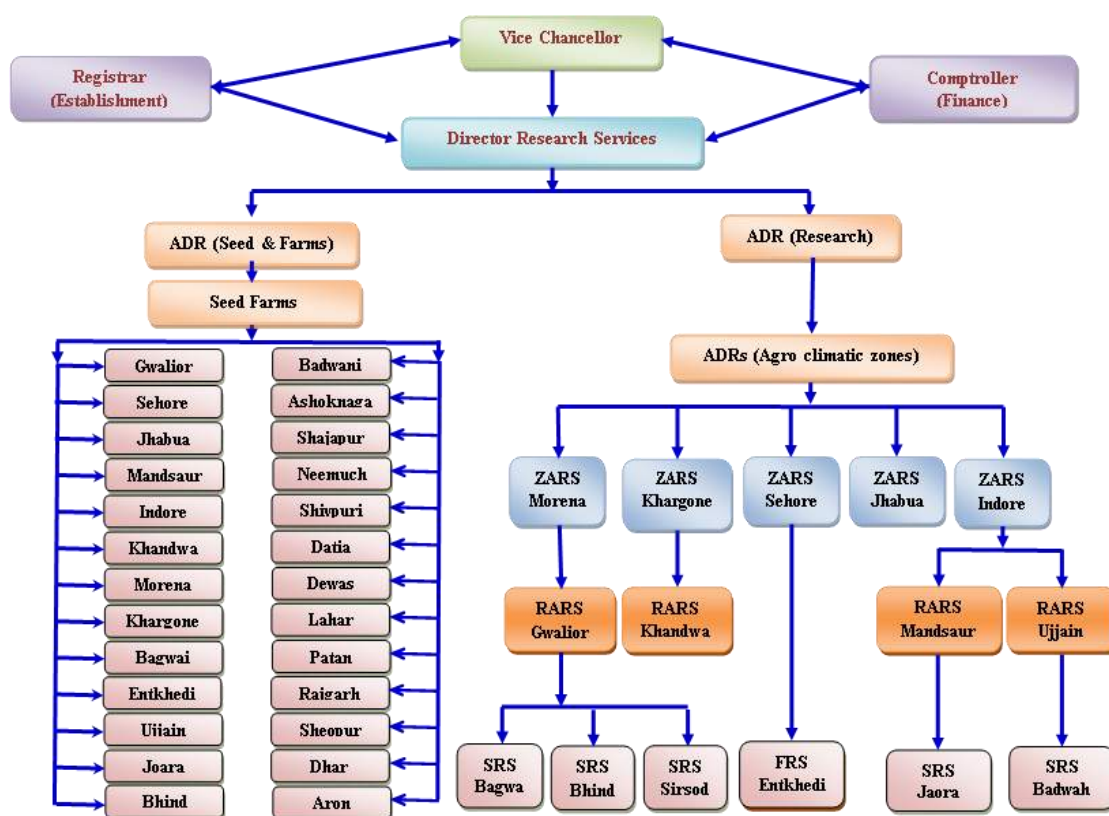 Vice Chancellor
Registrar
(Establishment)
Comptroller
(Finance)
Director Research Services
ADR (Seed & Farms)
ADR (Research)
Seed Farms
ADRs (Agro climatic zones)
Gwalior
Sehore
Jhabua
Mandsaur
Indore
Khandwa
Morena
Khargone
Bagwai
Entkhedi
Ujjain
Joara
Bhind
Badwani
Ashoknaga
Shajapur
Neemuch
Shivpuri
Datia
Dewas
Lahar
Patan
Raigarh
Sheopur
Dhar
Aron
ZARS
Morena
ZARS
Khargone
ZARS
Sehore
ZARS
Jhabua
ZARS
Indore
RARS
Gwalior
RARS
Khandwa
RARS
Mandsaur
RARS
Ujjain
SRS
Bagwa
SRS
Bhind
SRS
Sirsod
FRS
Entkhedi
SRS
Jaora
SRS
Badwah